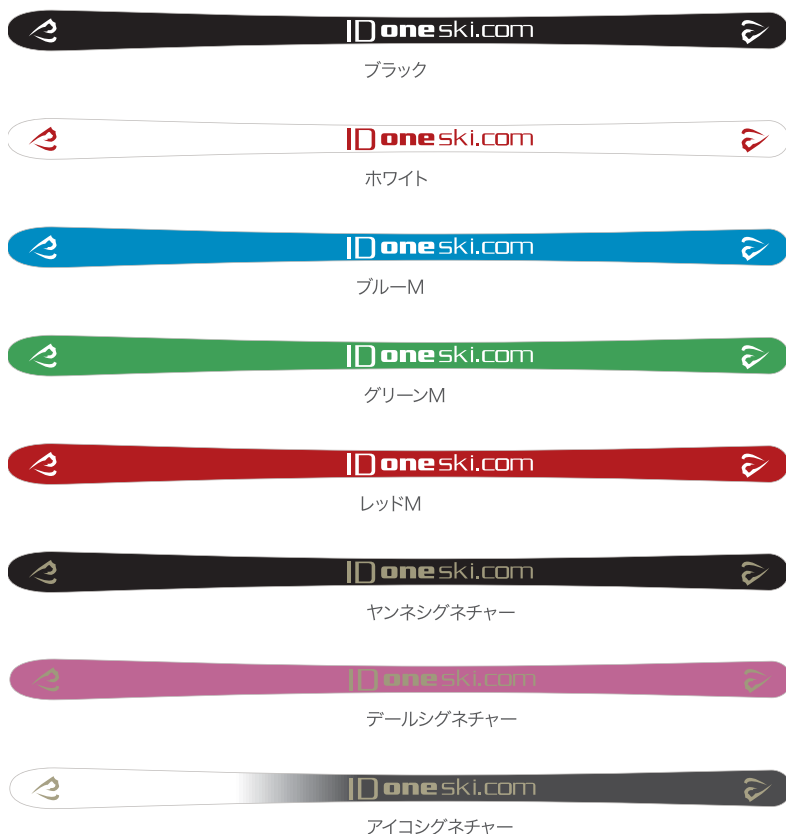 IDoneski.com
ブラック
IDoneski.com
ホワイト
IDoneski.com
ブルーM
IDoneski.com
グリーンM
IDoneski.com
レッドM
IDoneski.com
ヤンネシグネチャー
IDoneski.com
デールシグネチャー
IDoneski.com
アイコシグネチャー